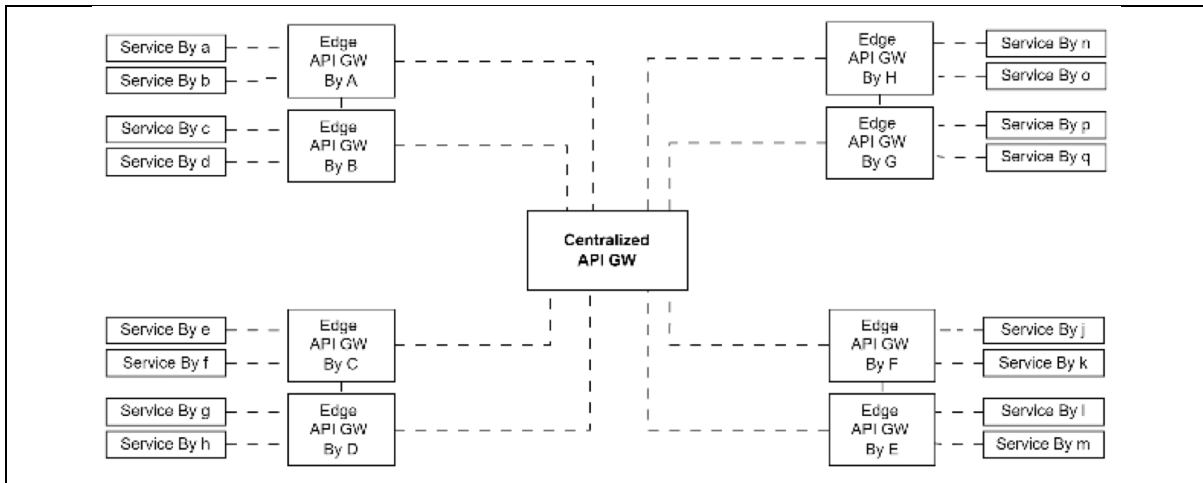 Service By a
Service By b
Edge
API GW
By A
Service By c
Service By d
Edge
API GW
By B
Edge
API GW
By H
Service By n
Service By o
Edge
API GW
By G
Service By p
Service By q
Centralized
API GW
Service By e
Service By f
Edge
API GW
By C
Service By g
Service By h
Edge
API GW
By D
Edge
API GW
By F
Service By j
Service By k
Edge
API GW
By E
Service By l
Service By m